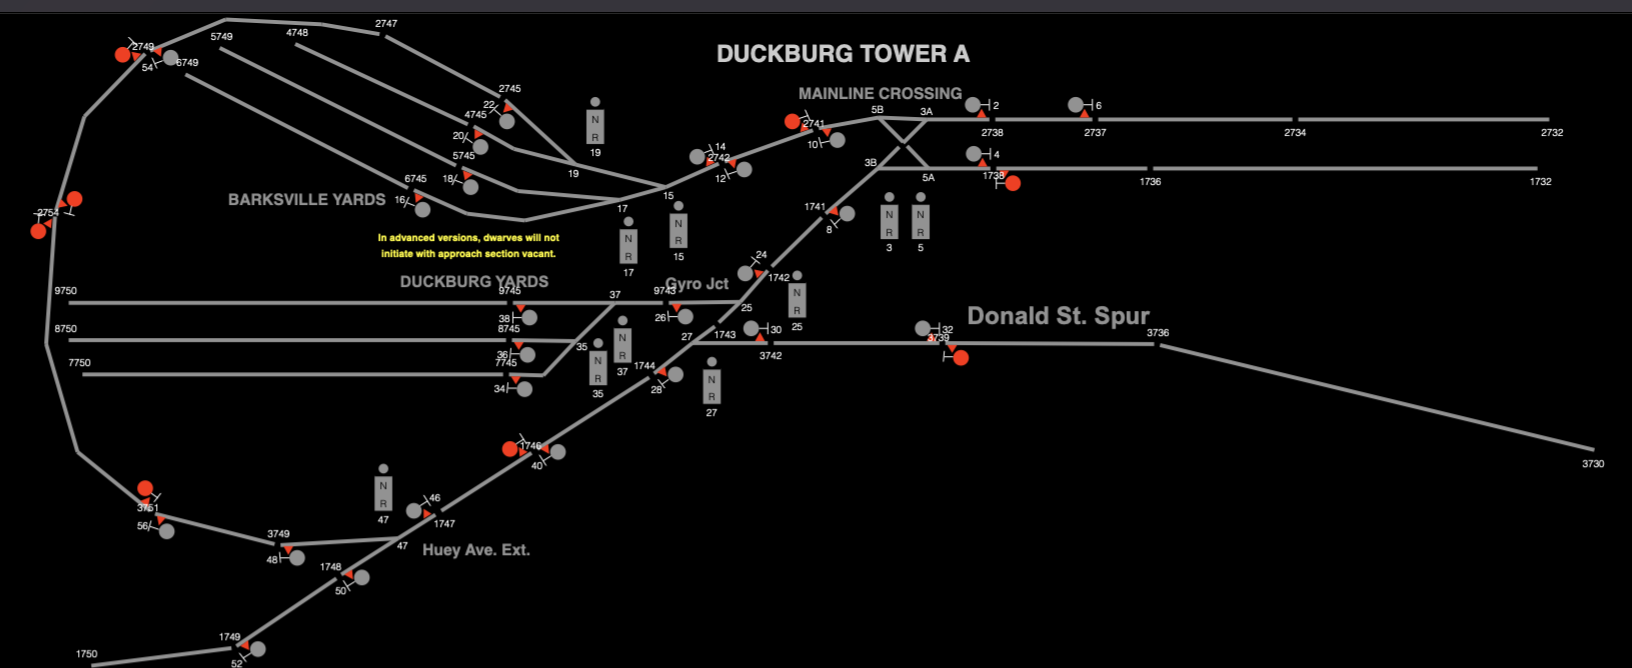 2747
5749
4748
2749
54
6749
DUCKBURG TOWER A
MAINLINE CROSSING
2745
22
4745
20
5745
18
6745
16
N
R
19
19
14
2742
12
2741
10
5B
3A
2
2738
6
2737
2734
2732
3B
5A
4
1738
1736
1732
BARKSVILLE YARDS
17
15
N
R
17
N
R
15
1741
8
N
R
3
N
R
5
2754
In advanced versions, dwarves will not
initiate with approach section vacant.
DUCKBURG YARDS
Gyro Jct
24
1742
9750
9745
38
37
9743
26
25
N
R
25
Donald St. Spur
8750
8745
36
35
N
R
37
27
1743
30
3742
32
3739
3736
7750
7745
34
N
R
35
1744
28
N
R
27
1746
40
3730
N
R
47
46
1747
3751
56
3749
48
47
Huey Ave. Ext.
1748
50
1749
52
1750